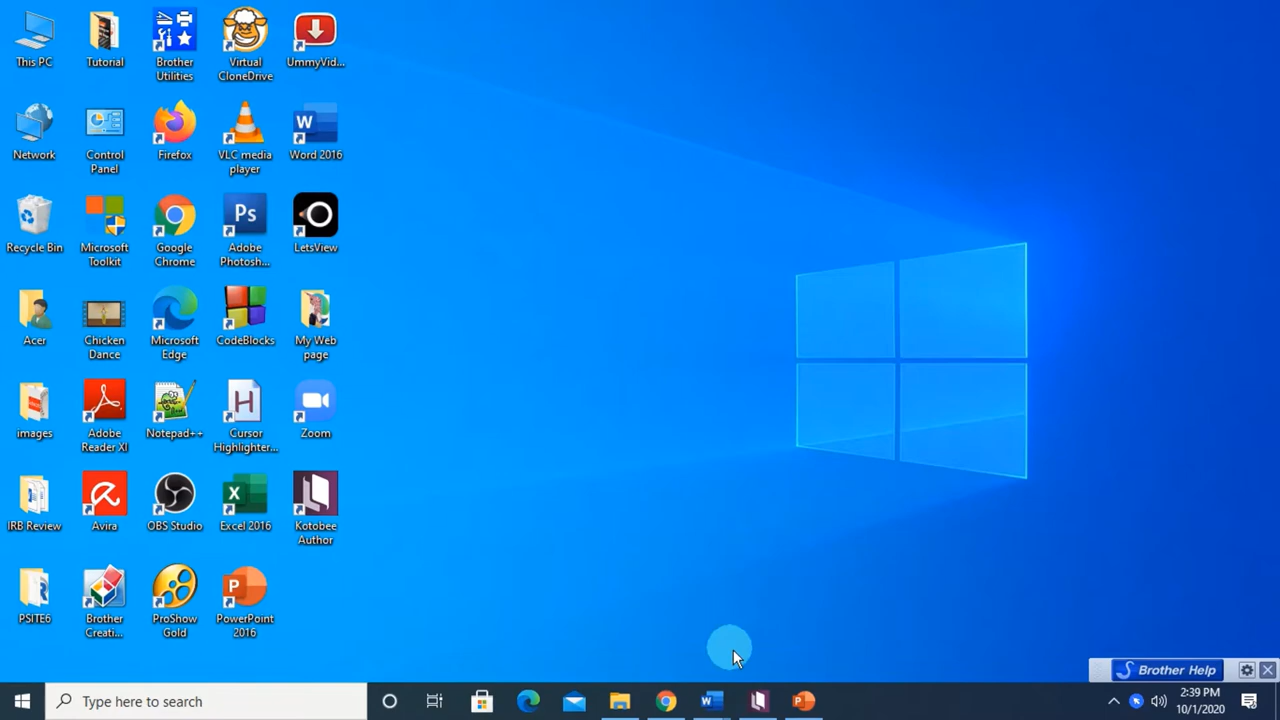 This PC
Tutorial
Brother
Utilities
Virtual
CloneDrive
UmmyVid...
Network
Control
Panel
Firefox
VLC media
player
W
Word 2016
Recycle Bin
Microsoft
Toolkit
Google
Chrome
Ps
Adobe
Photosh...
LetsView
Acer
Chicken
Dance
Microsoft
Edge
CodeBlocks
My Web
page
images
Adobe
Reader XI
Notepad++
H
Cursor
Highlighter...
Zoom
IRB Review
Avira
OBS Studio
X
Excel 2016
Kotobee
Author
PSITE6
Brother
Creati...
ProShow
Gold
P
PowerPoint
2016
Brother Help
Type here to search
W
P
2:39 PM
10/1/2020